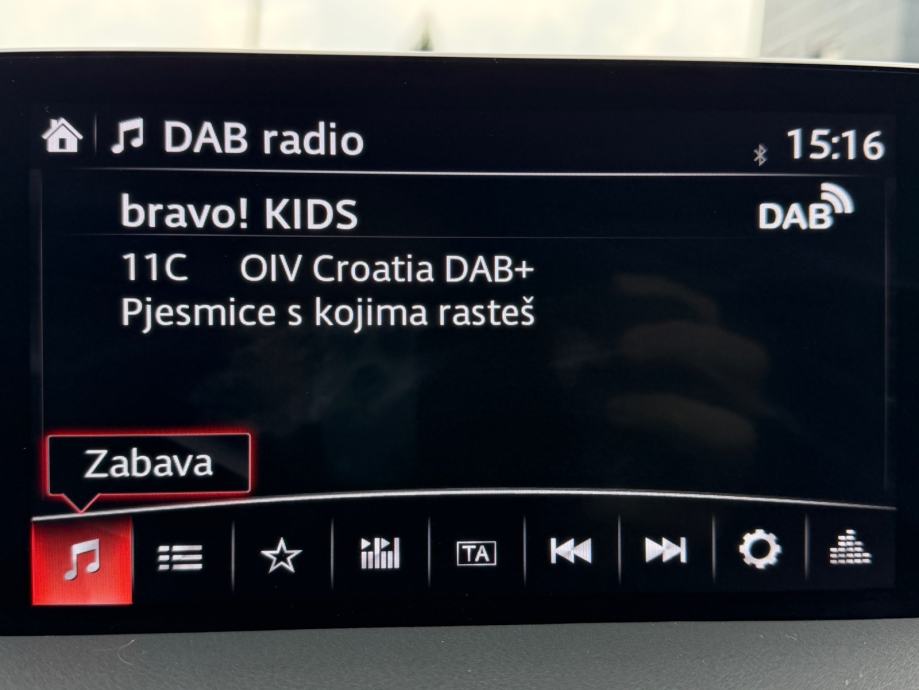 DAB radio
15:16
bravo! KIDS
DAB
11C OIV Croatia DAB+
Pjesmice s kojima rasteš
Zabava
TA